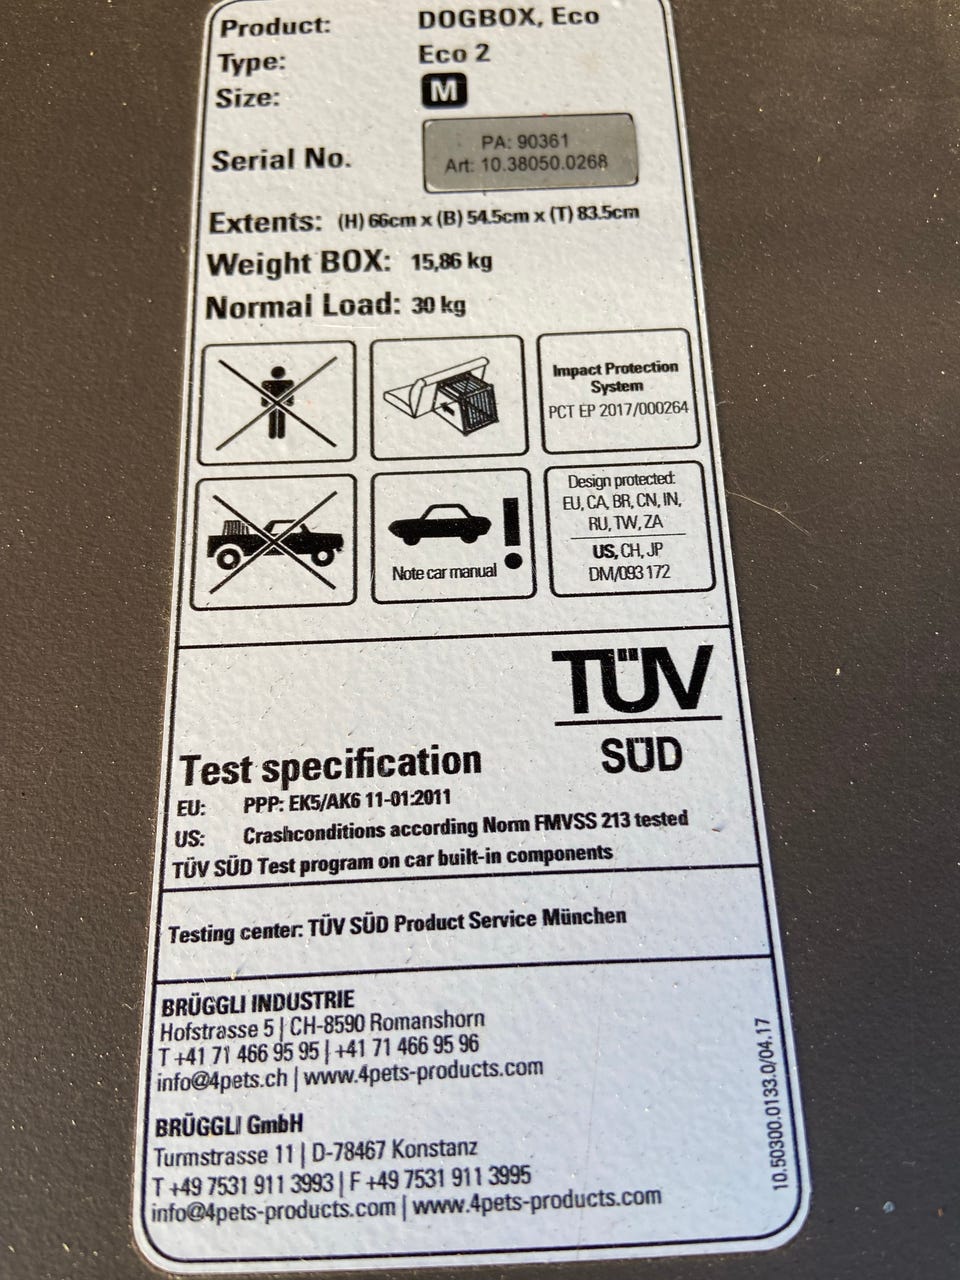 Product: DOGBOX, Eco
Type: Eco 2
Size: M
Serial No. PA: 90361
Art: 10.38050.0268
Extents: (H) 66cm x (B) 54.5cm x (T) 83.5cm
Weight BOX: 15,86 kg
Normal Load: 30 kg
Impact Protection
System
PCT EP 2017/000264
Note car manual
!
Design protected:
EU, CA, BR, CN, IN,
RU, TW, ZA
US, CH, JP
DM/093 172
TÜV
SÜD
Test specification
EU: PPP: EK5/AK6 11-01:2011
US: Crashconditions according Norm FMVSS 213 tested
TÜV SÜD Test program on car built-in components
Testing center: TÜV SÜD Product Service München
BRÜGGLI INDUSTRIE
Hofstrasse 5 | CH-8590 Romanshorn
T +41 71 466 95 95 | +41 71 466 95 96
info@4pets.ch | www.4pets-products.com
BRÜGGLI GmbH
Turmstrasse 11 | D-78467 Konstanz
T +49 7531 911 3993 | F +49 7531 911 3995
info@4pets-products.com | www.4pets-products.com
10.50300.0133.0/04.17